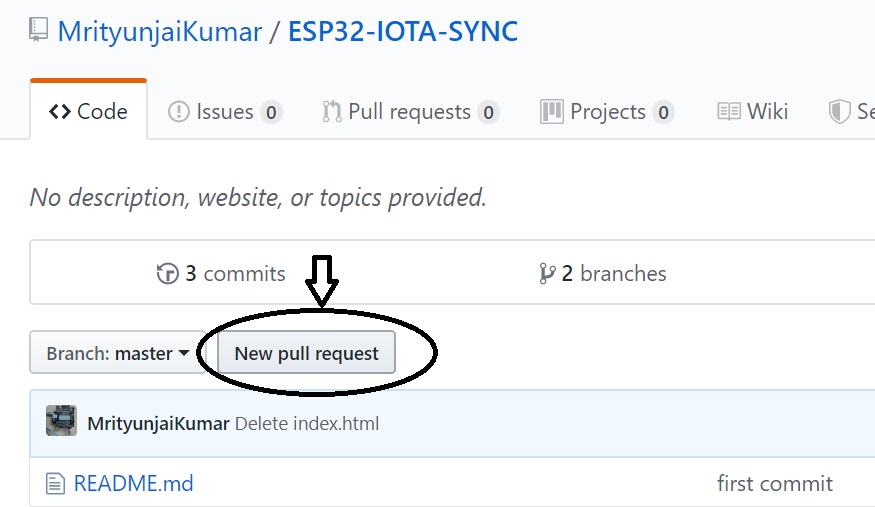 MrityunjaiKumar / ESP32-IOTA-SYNC
Code Issues 0 Pull requests 0 Projects 0 Wiki
No description, website, or topics provided.
3 commits 2 branches
Branch: master New pull request
MrityunjaiKumar Delete index.html
README.md first commit